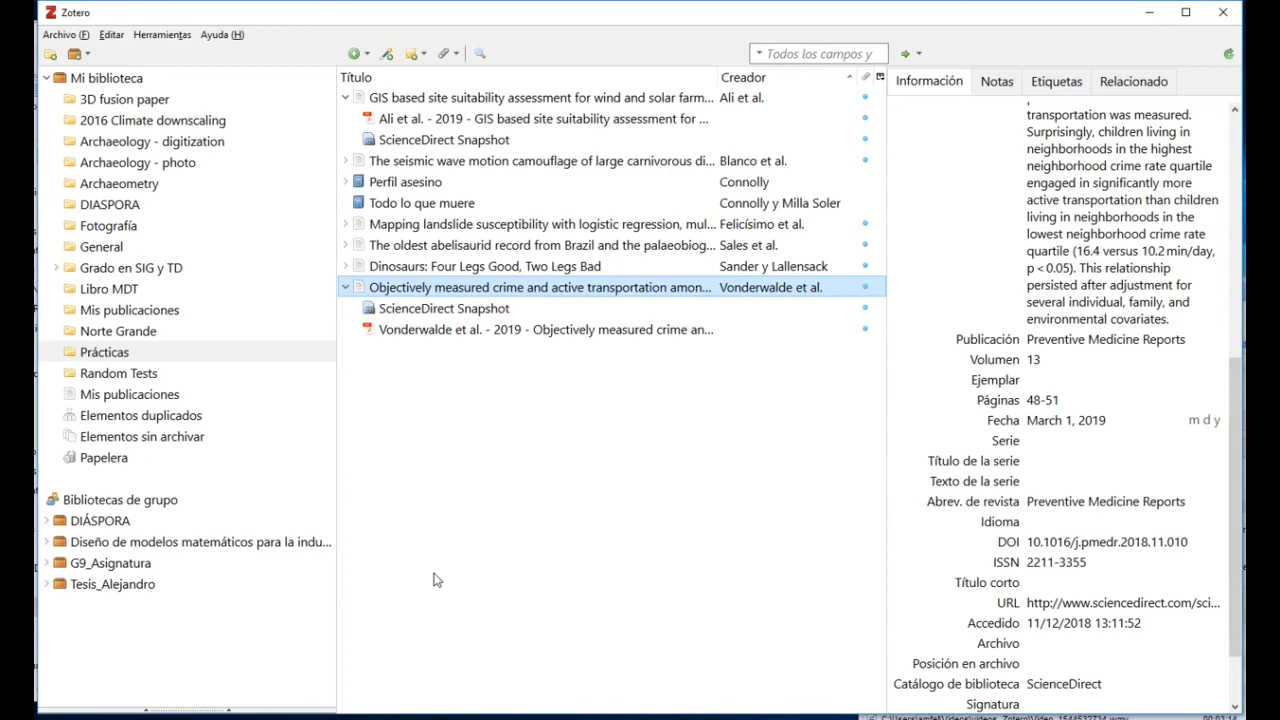 Zotero
Archivo (F) Editar Herramientas Ayuda (H)
Todos los campos y
Mi biblioteca
3D fusion paper
2016 Climate downscaling
Archaeology - digitization
Archaeology - photo
Archaeometry
DIASPORA
Fotografía
General
Grado en SIG y TD
Libro MDT
Mis publicaciones
Norte Grande
Prácticas
Random Tests
Mis publicaciones
Elementos duplicados
Elementos sin archivar
Papelera
Bibliotecas de grupo
DIÁSPORA
Diseño de modelos matemáticos para la indu...
G9_Asignatura
Tesis_Alejandro
Título Creador
GIS based site suitability assessment for wind and solar farm... Ali et al.
Ali et al. - 2019 - GIS based site suitability assessment for ...
ScienceDirect Snapshot
The seismic wave motion camouflage of large carnivorous di... Blanco et al.
Perfil asesino Connolly
Todo lo que muere Connolly y Milla Soler
Mapping landslide susceptibility with logistic regression, mul... Felicísimo et al.
The oldest abelisaurid record from Brazil and the palaeobiog... Sales et al.
Dinosaurs: Four Legs Good, Two Legs Bad Sander y Lallensack
Objectively measured crime and active transportation amon... Vonderwalde et al.
ScienceDirect Snapshot
Vonderwalde et al. - 2019 - Objectively measured crime an...
Información Notas Etiquetas Relacionado
transportation was measured.
Surprisingly, children living in
neighborhoods in the highest
neighborhood crime rate quartile
engaged in significantly more
active transportation than children
living in neighborhoods in the
lowest neighborhood crime rate
quartile (16.4 versus 10.2 min/day,
p < 0.05). This relationship
persisted after adjustment for
several individual, family, and
environmental covariates.
Publicación Preventive Medicine Reports
Volumen 13
Ejemplar
Páginas 48-51
Fecha March 1, 2019 m d y
Serie
Título de la serie
Texto de la serie
Abrev. de revista Preventive Medicine Reports
Idioma
DOI 10.1016/j.pmedr.2018.11.010
ISSN 2211-3355
Título corto
URL http://www.sciencedirect.com/sci...
Accedido 11/12/2018 13:11:52
Archivo
Posición en archivo
Catálogo de biblioteca ScienceDirect
Signatura